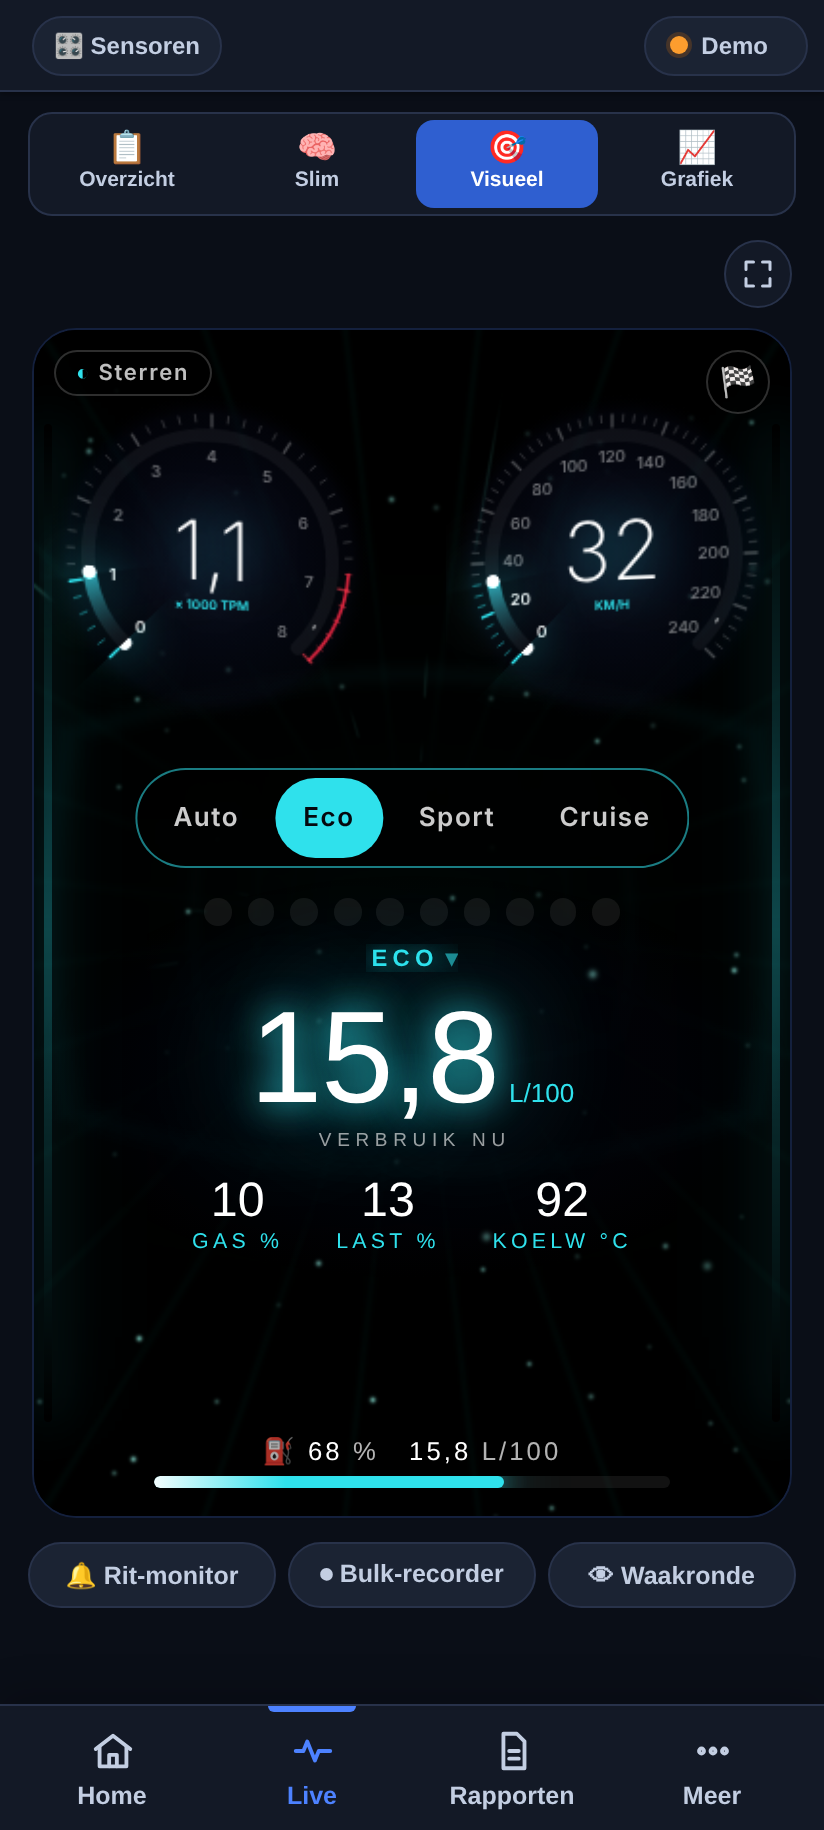 Sensoren
Demo
Overzicht
Slim
Visueel
Grafiek
Sterren
0
1
2
3
4
5
6
7
8
1,1
× 1000 TPM
0
20
40
60
80
100
120
140
160
180
200
220
240
32
KM/H
Auto
Eco
Sport
Cruise
ECO ▾
15,8 L/100
VERBRUIK NU
10
13
92
GAS %
LAST %
KOELW °C
68 % 15,8 L/100
Rit-monitor
Bulk-recorder
Waakronde
Home
Live
Rapporten
Meer